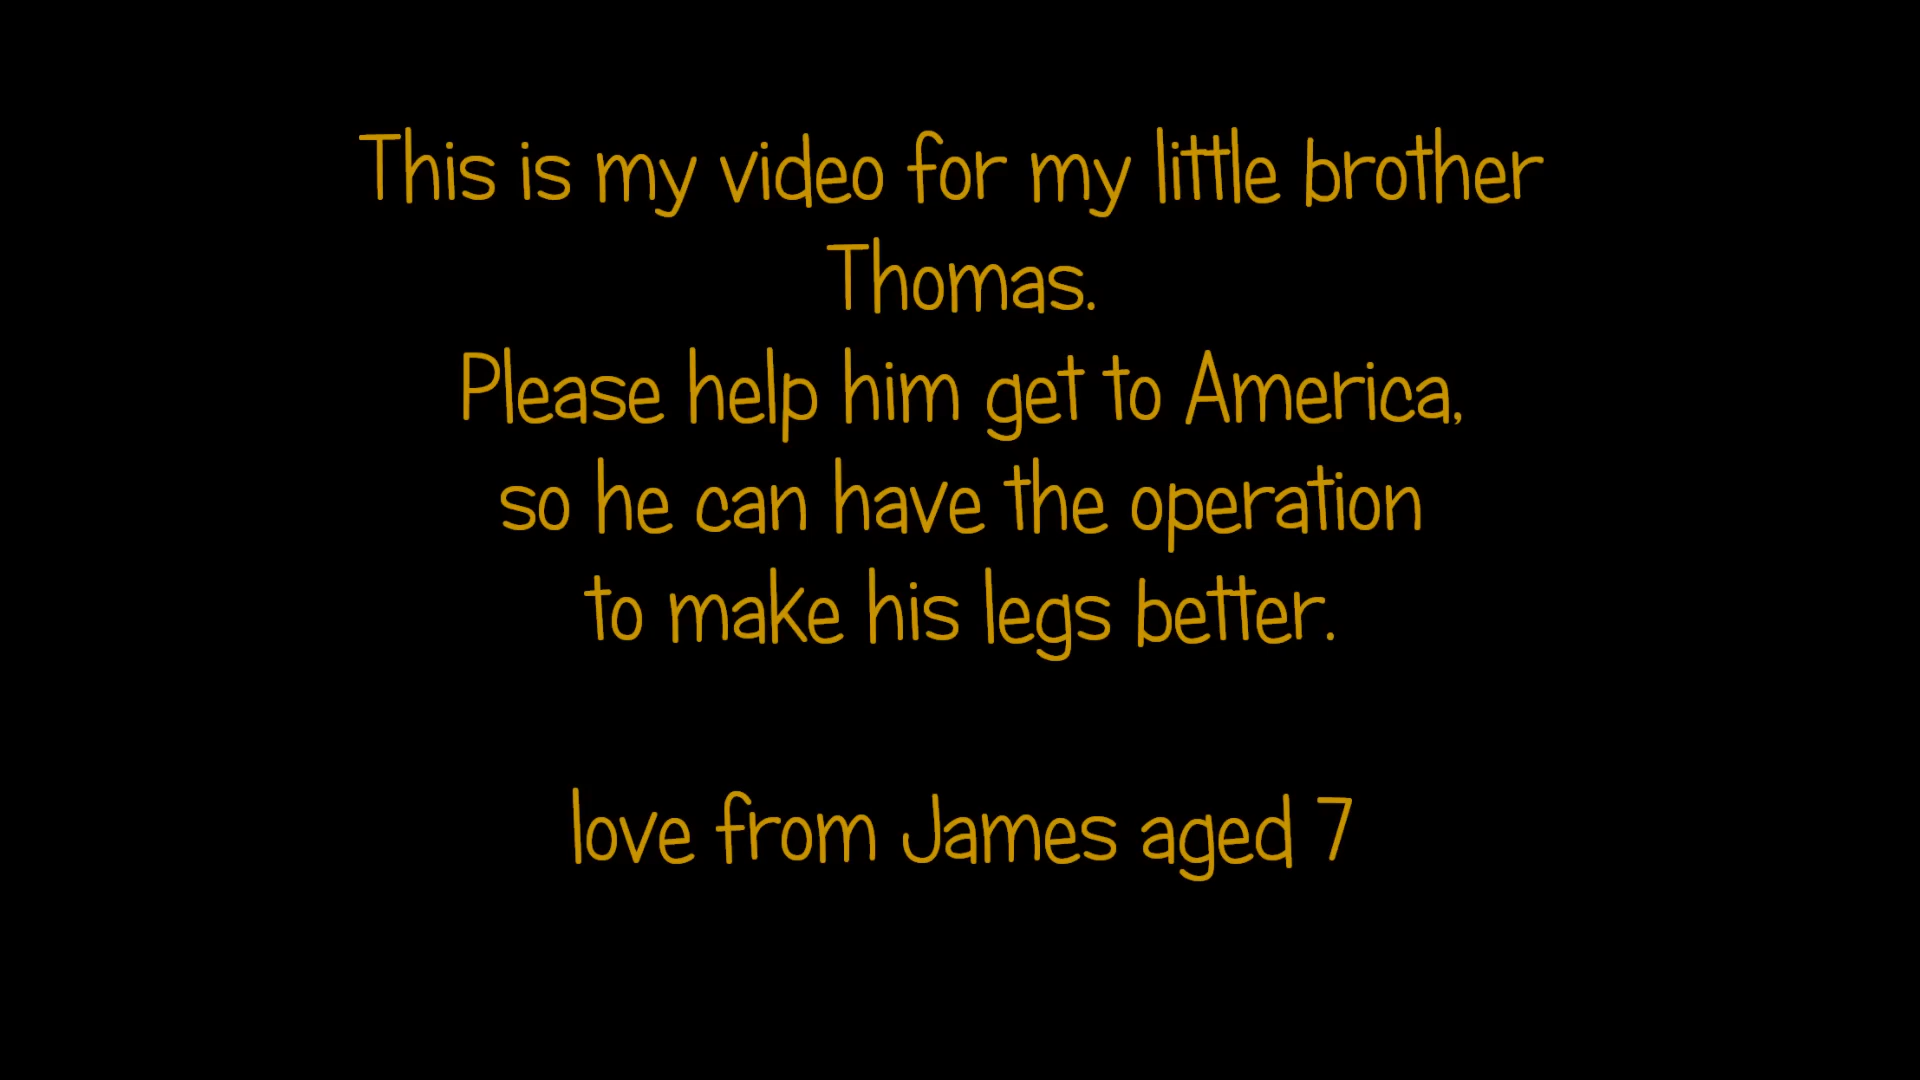 This is my video for my little brother
Thomas.
Please help him get to America,
so he can have the operation
to make his legs better.
love from James aged 7